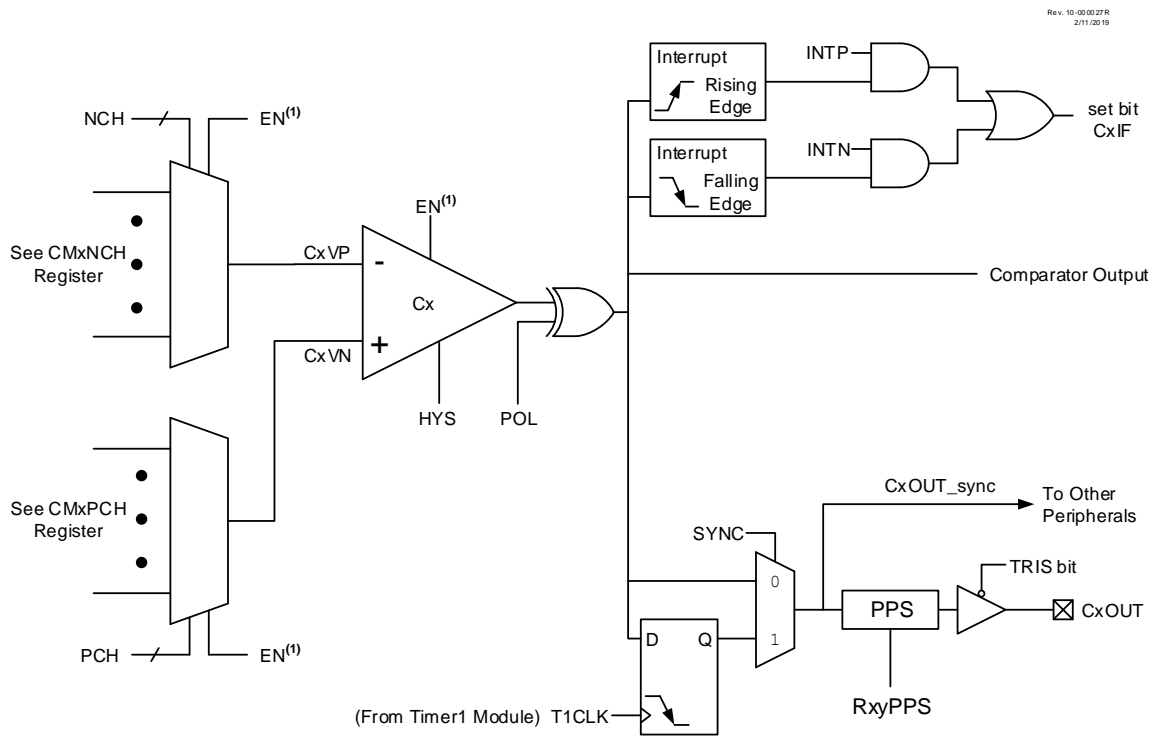 Rev. 10-000027R
2/11/2019
Interrupt
Rising
Edge
INTP
set bit
CxIF
NCH
EN(1)
Interrupt
Falling
Edge
INTN
See CMxNCH
Register
EN(1)
CxVP
-
Cx
Comparator Output
CxVN
+
HYS
POL
See CMxPCH
Register
CxOUT_sync
To Other
Peripherals
SYNC
0
1
TRIS bit
PPS
CxOUT
D
Q
PCH
EN(1)
RxyPPS
(From Timer1 Module) T1CLK